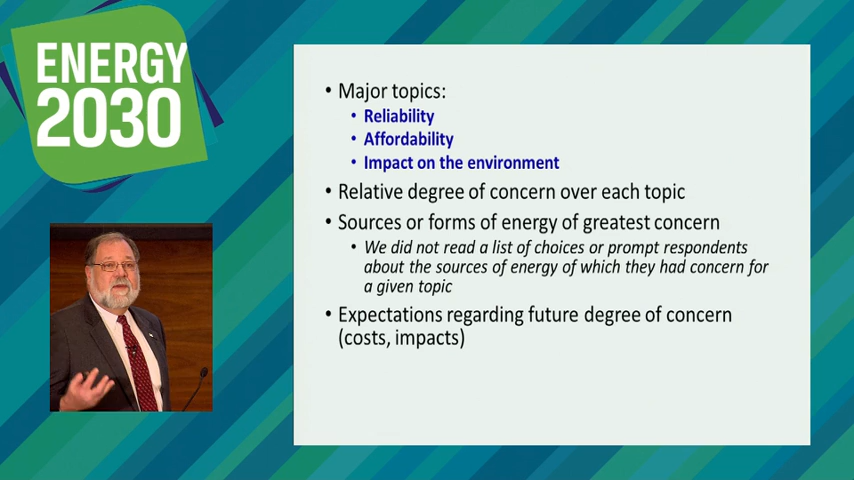 ENERGY
2030
• Major topics:
• Reliability
• Affordability
• Impact on the environment
• Relative degree of concern over each topic
• Sources or forms of energy of greatest concern
• We did not read a list of choices or prompt respondents
about the sources of energy of which they had concern for
a given topic
• Expectations regarding future degree of concern
(costs, impacts)